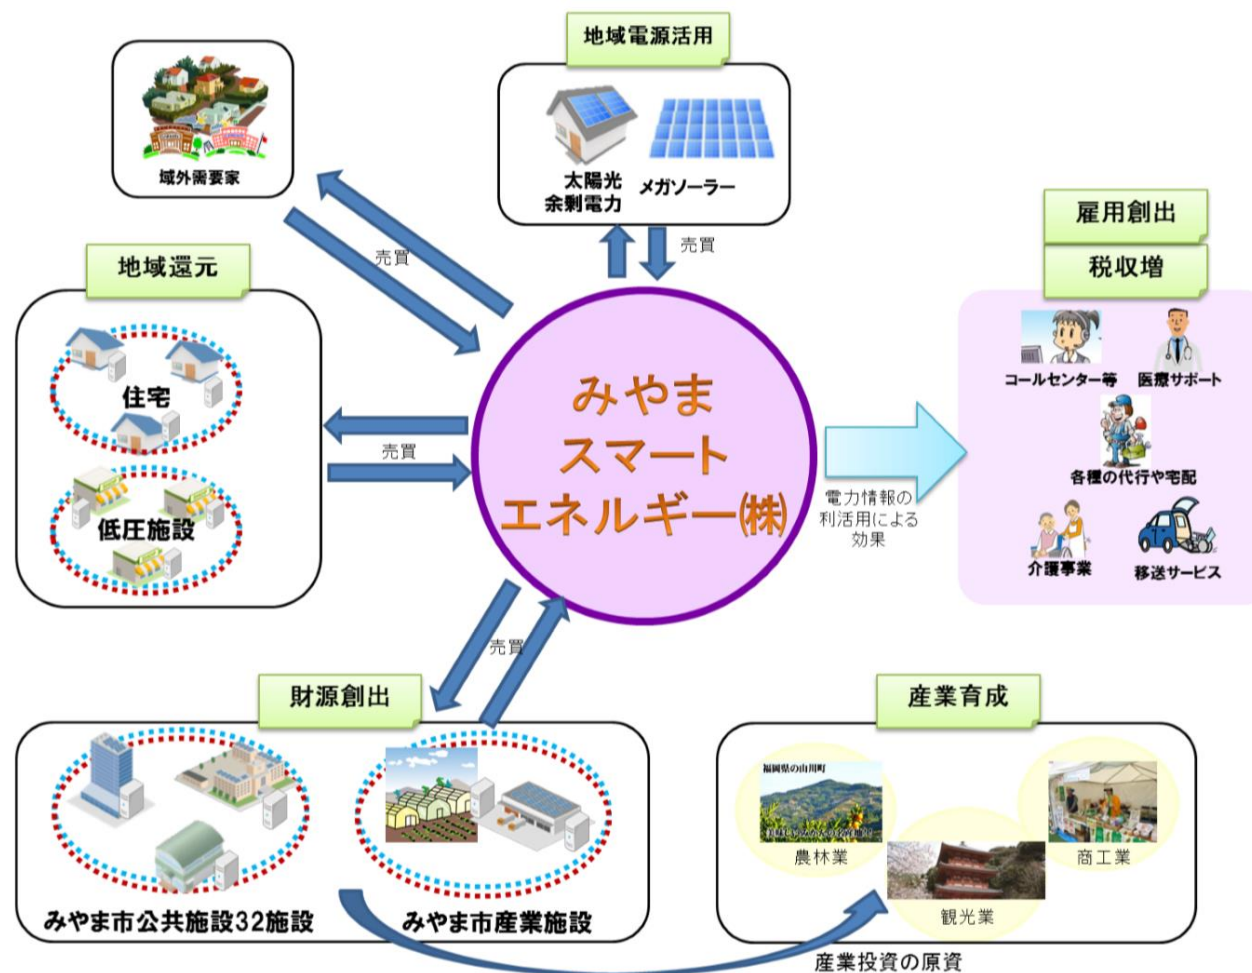 地域電源活用
域外需要家
太陽光
余剰電力
メガソーラー
売買
売買
地域還元
住宅
低圧施設
売買
みやま
スマート
エネルギー㈱
雇用創出
税収増
コールセンター等
医療サポート
各種の代行や宅配
介護事業
移送サービス
電力情報の
利活用による
効果
売買
財源創出
みやま市公共施設32施設
みやま市産業施設
産業育成
福岡県の山川町
農林業
観光業
商工業
産業投資の原資